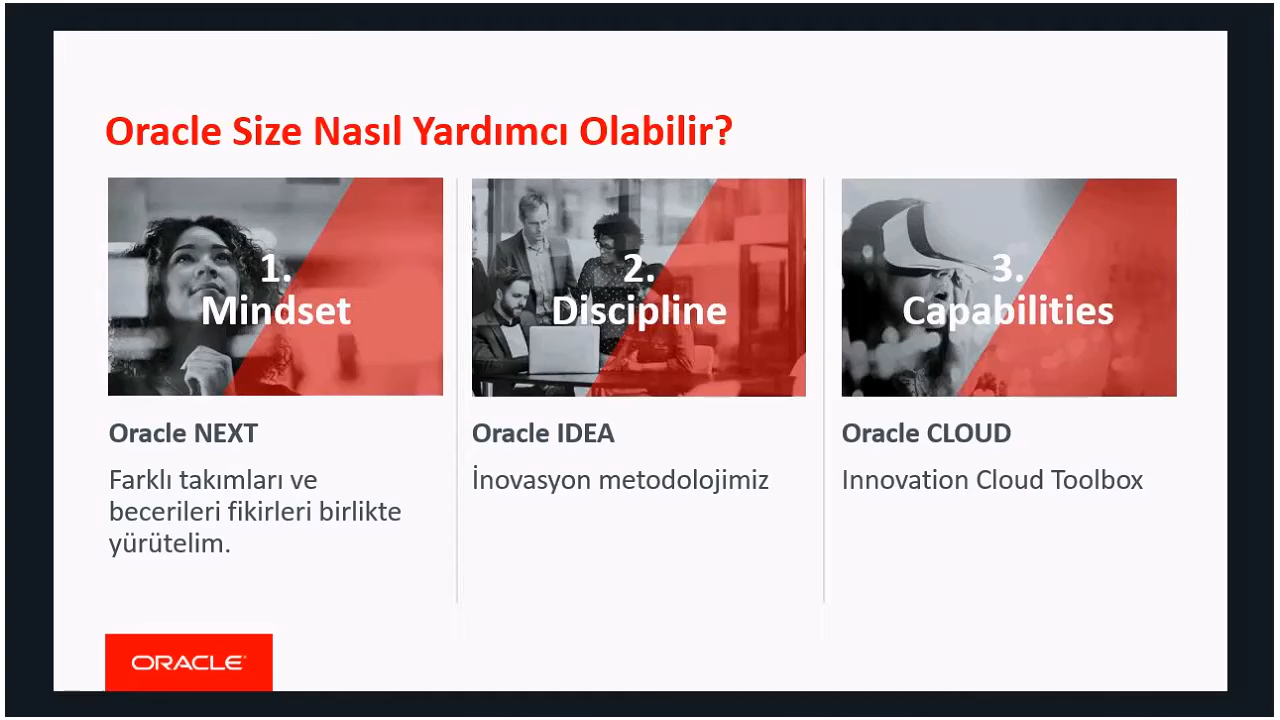 Oracle Size Nasıl Yardımcı Olabilir?
1.
Mindset
2.
Discipline
3.
Capabilities
Oracle NEXT
Farklı takımları ve
becerileri fikirleri birlikte
yürütelim.
Oracle IDEA
İnovasyon metodolojimiz
Oracle CLOUD
Innovation Cloud Toolbox
ORACLE